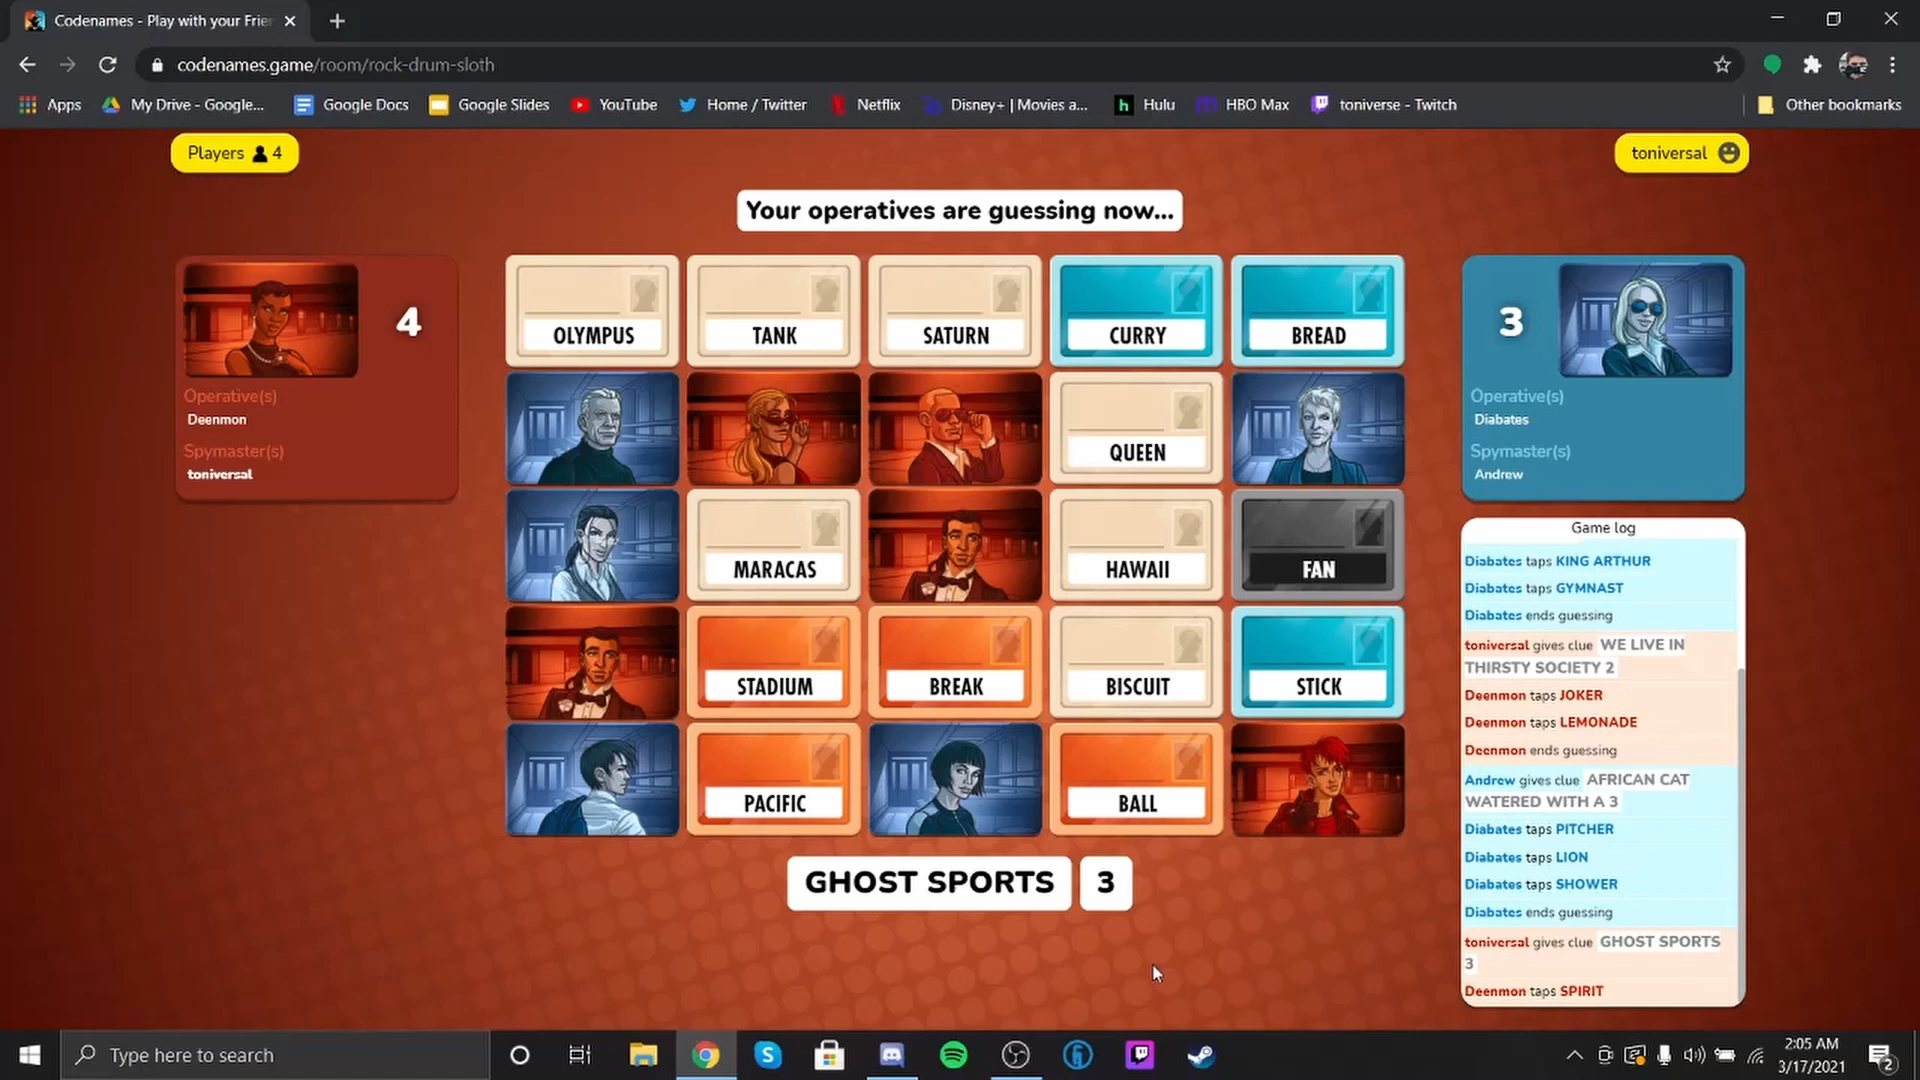 Codenames - Play with your Frie
codenames.game/room/rock-drum-sloth
Apps
My Drive - Google...
Google Docs
Google Slides
YouTube
Home / Twitter
Netflix
Disney+ | Movies a...
Hulu
HBO Max
toniverse - Twitch
Other bookmarks
Players 4
toniversal
Your operatives are guessing now...
4
Operative(s)
Deenmon
Spymaster(s)
toniversal
OLYMPUS
TANK
SATURN
CURRY
BREAD
QUEEN
MARACAS
HAWAII
FAN
STADIUM
BREAK
BISCUIT
STICK
PACIFIC
BALL
GHOST SPORTS
3
3
Operative(s)
Diabates
Spymaster(s)
Andrew
Game log
Diabates taps KING ARTHUR
Diabates taps GYMNAST
Diabates ends guessing
toniversal gives clue WE LIVE IN
THIRSTY SOCIETY 2
Deenmon taps JOKER
Deenmon taps LEMONADE
Deenmon ends guessing
Andrew gives clue AFRICAN CAT
WATERED WITH A 3
Diabates taps PITCHER
Diabates taps LION
Diabates taps SHOWER
Diabates ends guessing
toniversal gives clue GHOST SPORTS
3
Deenmon taps SPIRIT
Type here to search
2:05 AM
3/17/2021
2